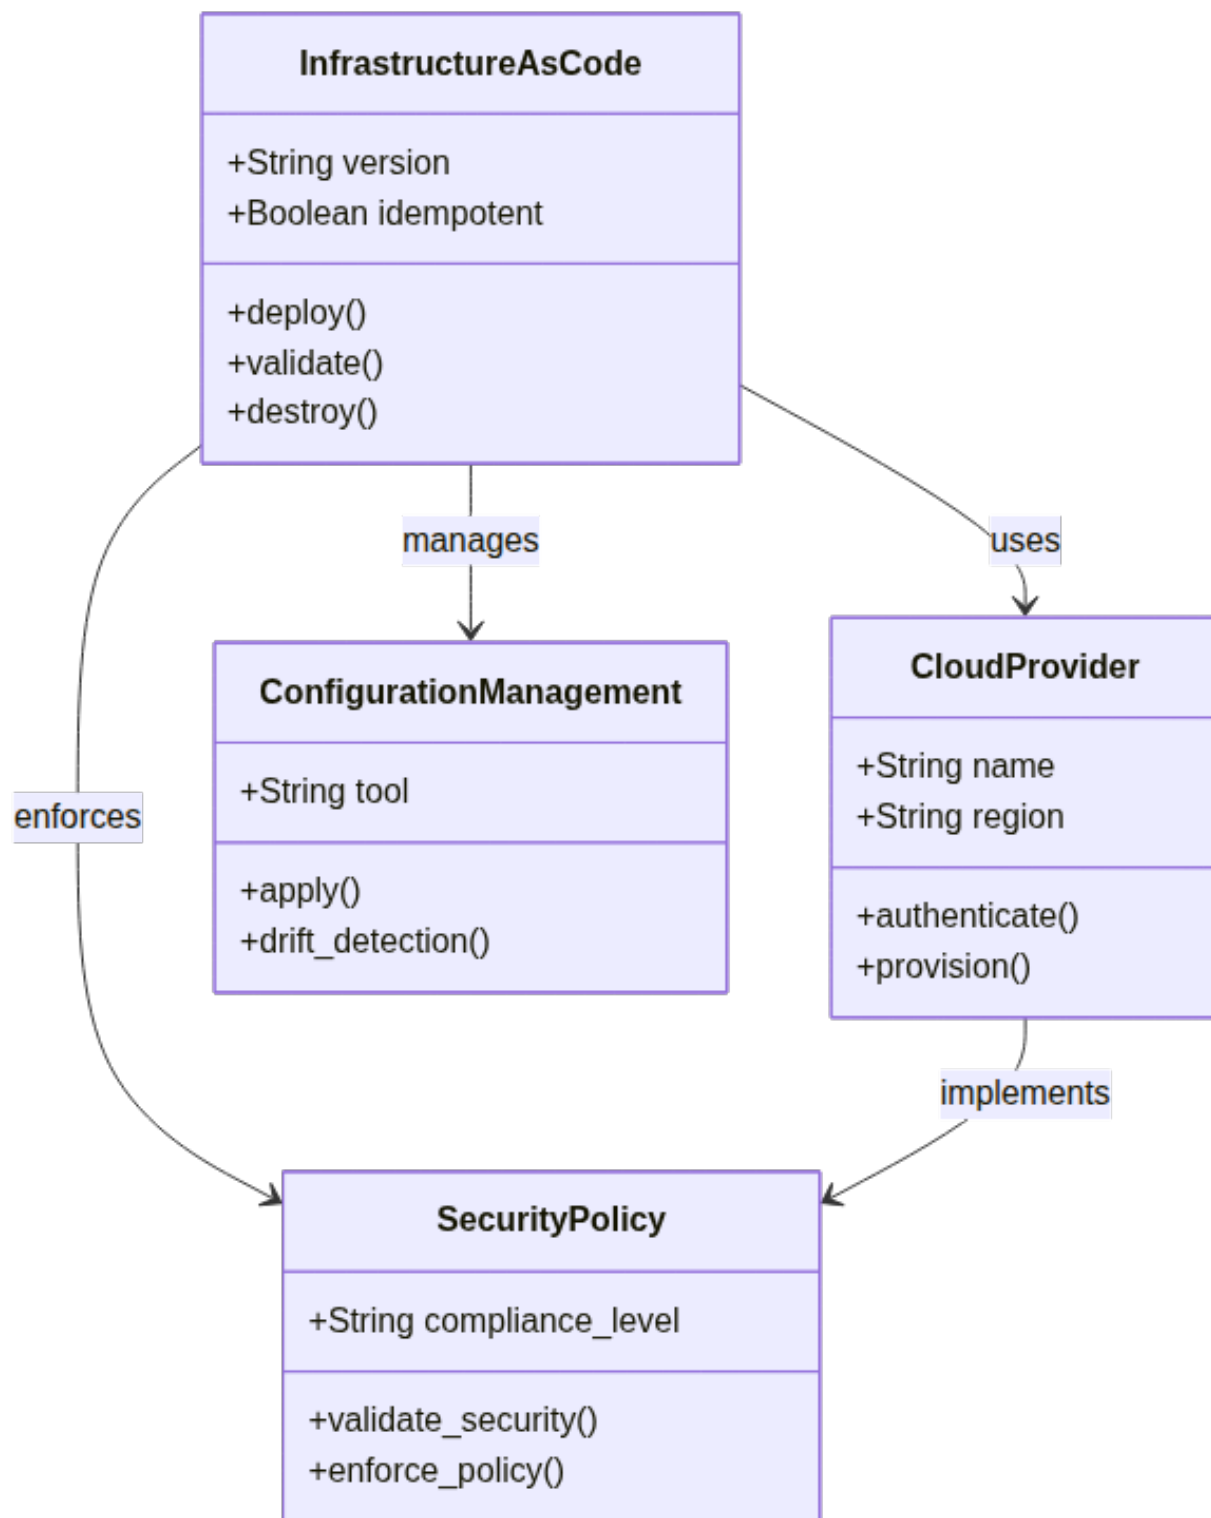 InfrastructureAsCode
+String version
+Boolean idempotent
+deploy()
+validate()
+destroy()
manages
uses
ConfigurationManagement
+String tool
+apply()
+drift_detection()
CloudProvider
+String name
+String region
+authenticate()
+provision()
enforces
implements
SecurityPolicy
+String compliance_level
+validate_security()
+enforce_policy()